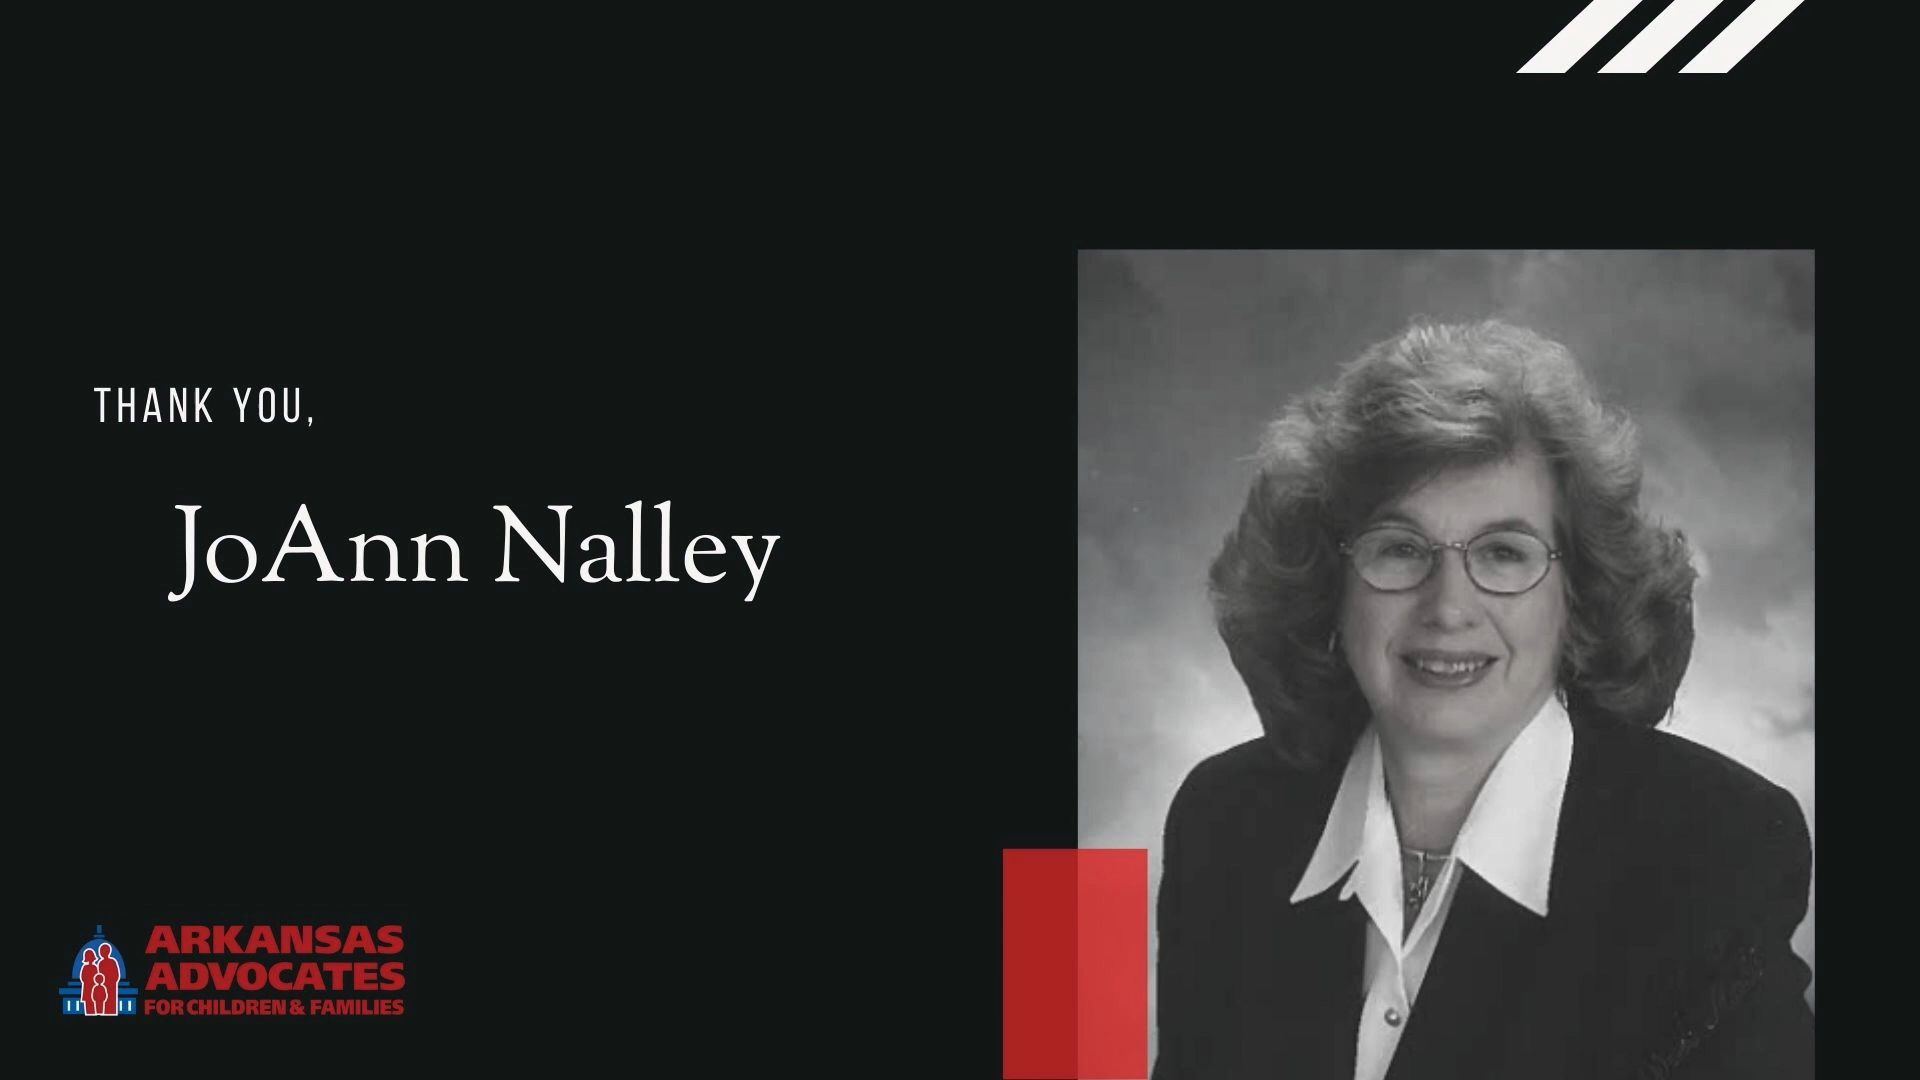 THANK YOU,
JoAnn Nalley
ARKANSAS
ADVOCATES
FOR CHILDREN & FAMILIES